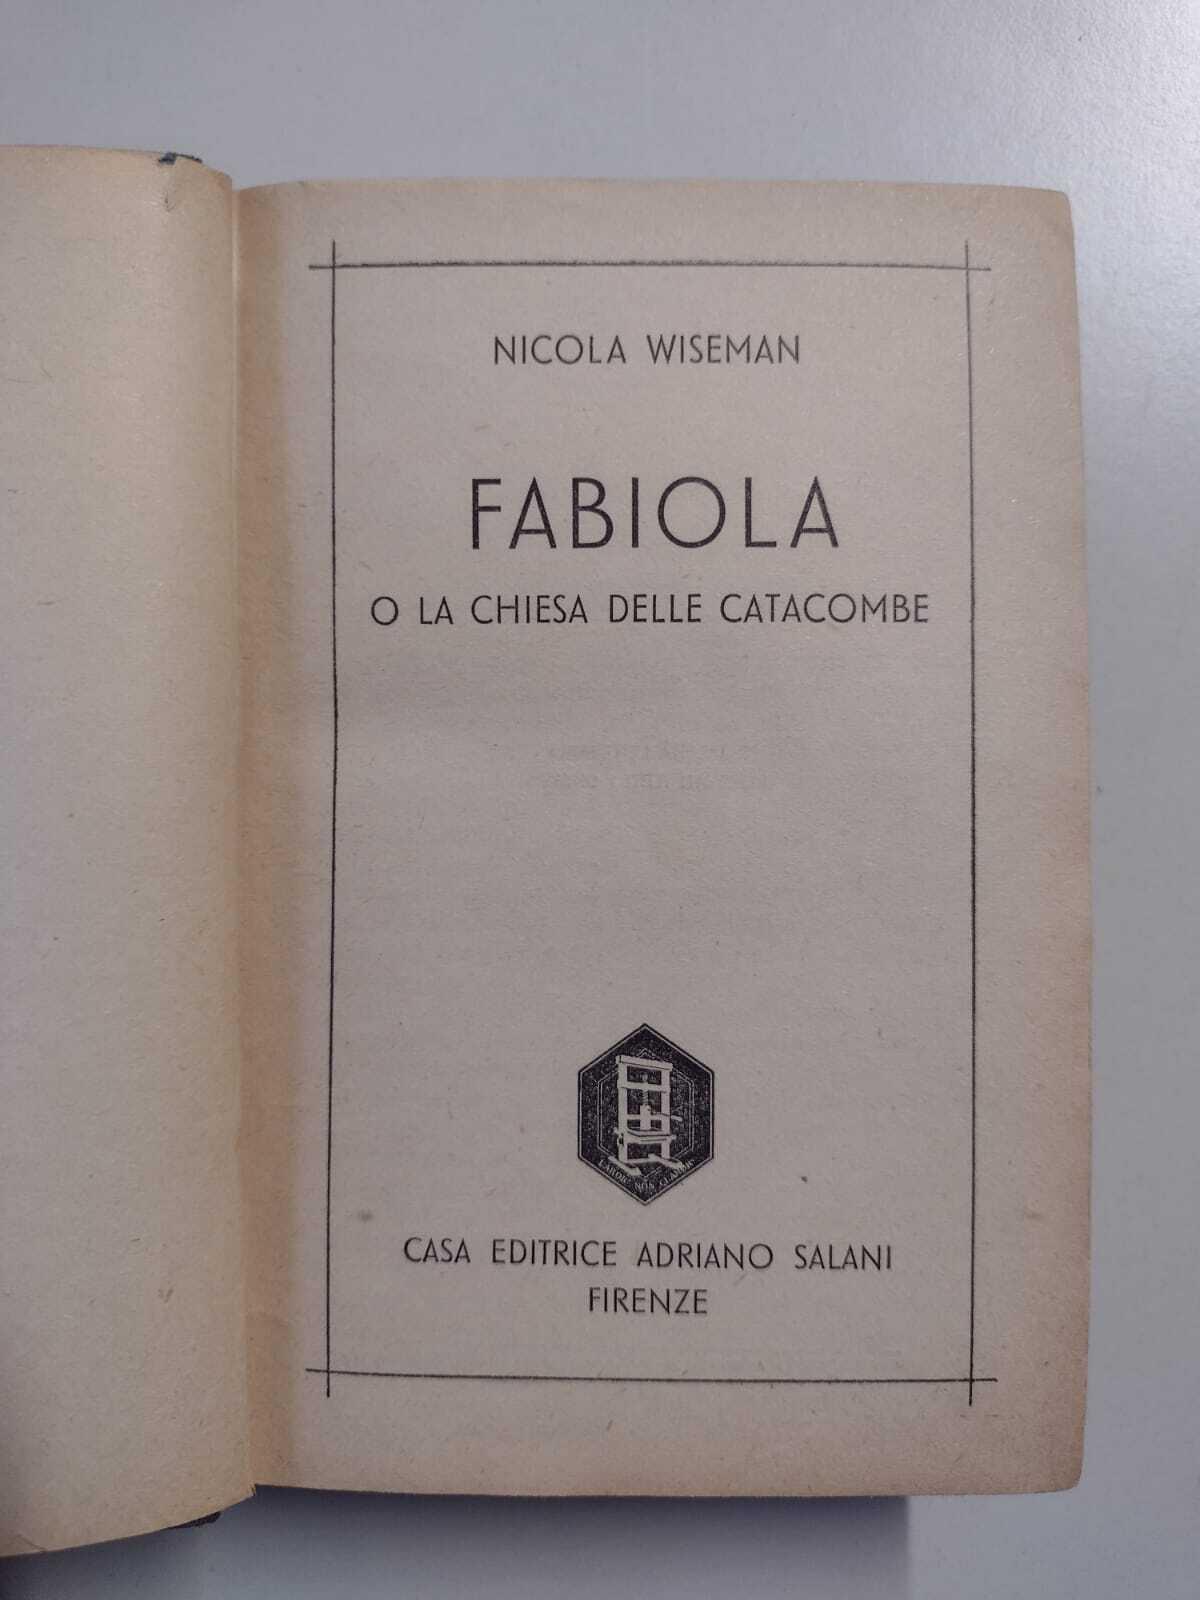 NICOLA WISEMAN
FABIOLA
O LA CHIESA DELLE CATACOMBE
CASA EDITRICE ADRIANO SALANI
FIRENZE